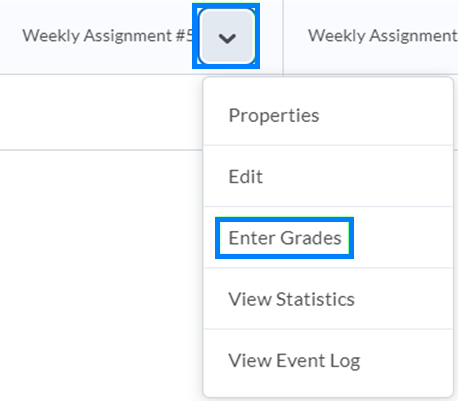 Weekly Assignment #5
Weekly Assignment
Properties
Edit
Enter Grades
View Statistics
View Event Log